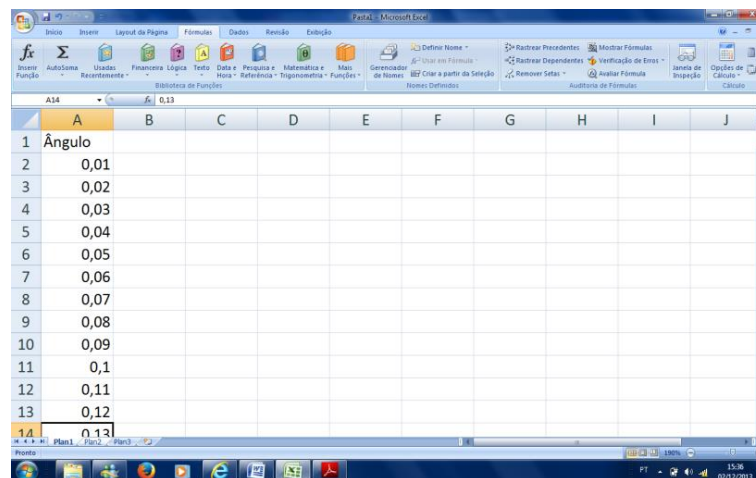 Pasta1 - Microsoft Excel
Início Inserir Layout da Página Fórmulas Dados Revisão Exibição
fx Inserir Função
Σ AutoSoma
Usadas Recentemente
Financeira
Lógica
Texto
Data e Hora
Pesquisa e Referência
Matemática e Trigonometria
Mais Funções
Biblioteca de Funções
Gerenciador de Nomes
Definir Nome
Usar em Fórmula
Criar a partir da Seleção
Nomes Definidos
Rastrear Precedentes
Rastrear Dependentes
Remover Setas
Mostrar Fórmulas
Verificação de Erros
Avaliar Fórmula
Janela de Inspeção
Auditoria de Fórmulas
Opções de Cálculo
Cálculo
A14 fx 0,13
A B C D E F G H I J
1 Ângulo
2 0,01
3 0,02
4 0,03
5 0,04
6 0,05
7 0,06
8 0,07
9 0,08
10 0,09
11 0,1
12 0,11
13 0,12
14 0,13
Plan1 Plan2 Plan3
Pronto 190%
PT 15:36
02/12/2013